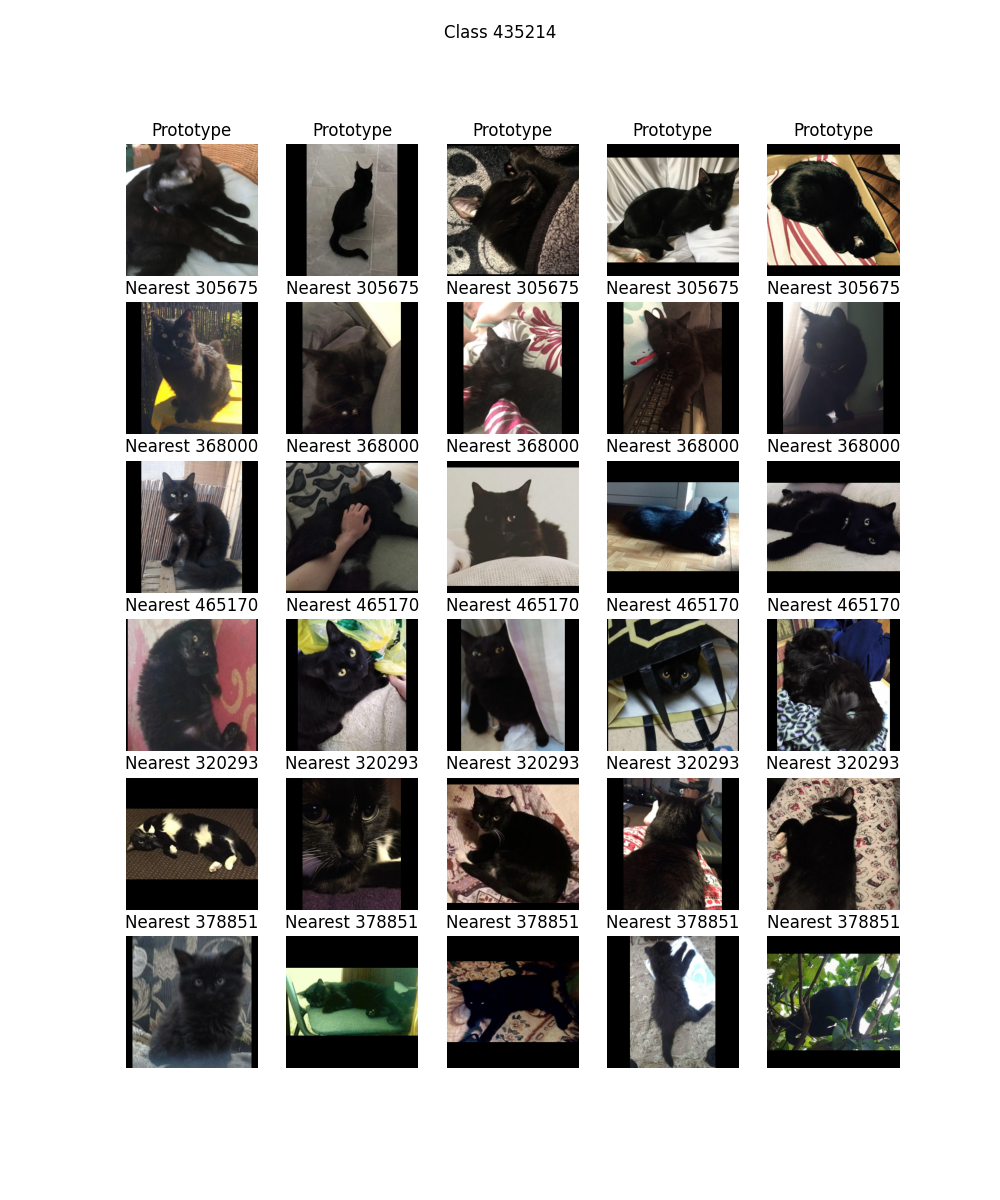 Class 435214
Prototype Prototype Prototype Prototype Prototype
Nearest 305675 Nearest 305675 Nearest 305675 Nearest 305675 Nearest 305675
Nearest 368000 Nearest 368000 Nearest 368000 Nearest 368000 Nearest 368000
Nearest 465170 Nearest 465170 Nearest 465170 Nearest 465170 Nearest 465170
Nearest 320293 Nearest 320293 Nearest 320293 Nearest 320293 Nearest 320293
Nearest 378851 Nearest 378851 Nearest 378851 Nearest 378851 Nearest 378851